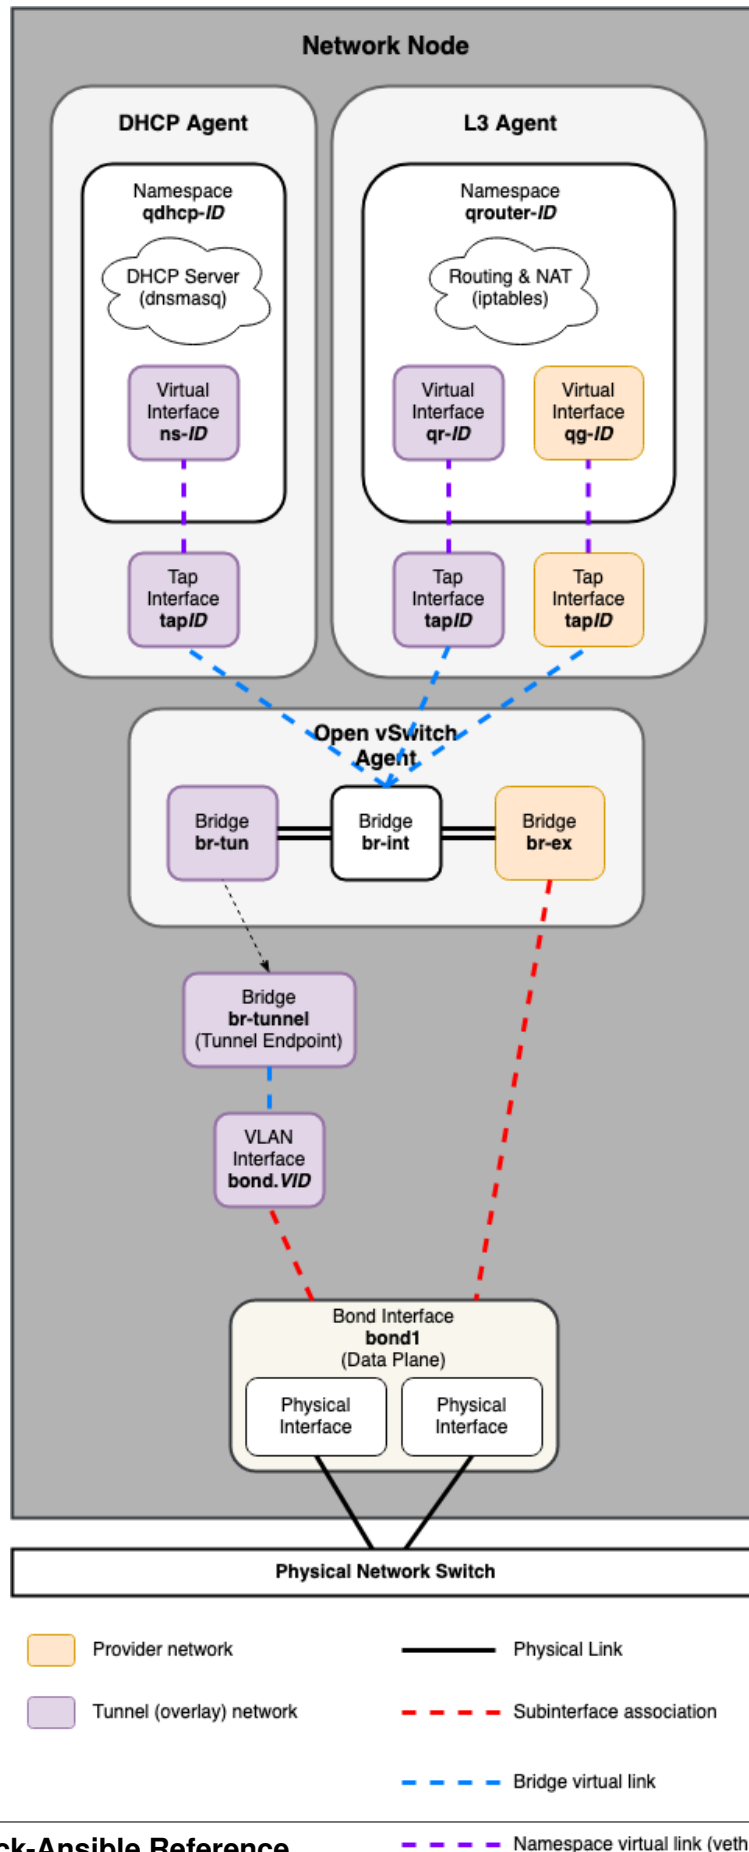 Network Node
DHCP Agent
L3 Agent
Namespace
qdhcp-ID
Namespace
qrouter-ID
DHCP Server
(dnsmasq)
Routing & NAT
(iptables)
Virtual
Interface
ns-ID
Virtual
Interface
qr-ID
Virtual
Interface
qg-ID
Tap
Interface
tapID
Tap
Interface
tapID
Tap
Interface
tapID
Open vSwitch
Agent
Bridge
br-tun
Bridge
br-int
Bridge
br-ex
Bridge
br-tunnel
(Tunnel Endpoint)
VLAN
Interface
bond.VID
Bond Interface
bond1
(Data Plane)
Physical
Interface
Physical
Interface
Physical Network Switch
Provider network
Physical Link
Tunnel (overlay) network
Subinterface association
Bridge virtual link
ck-Ansible Reference
Namespace virtual link (veth